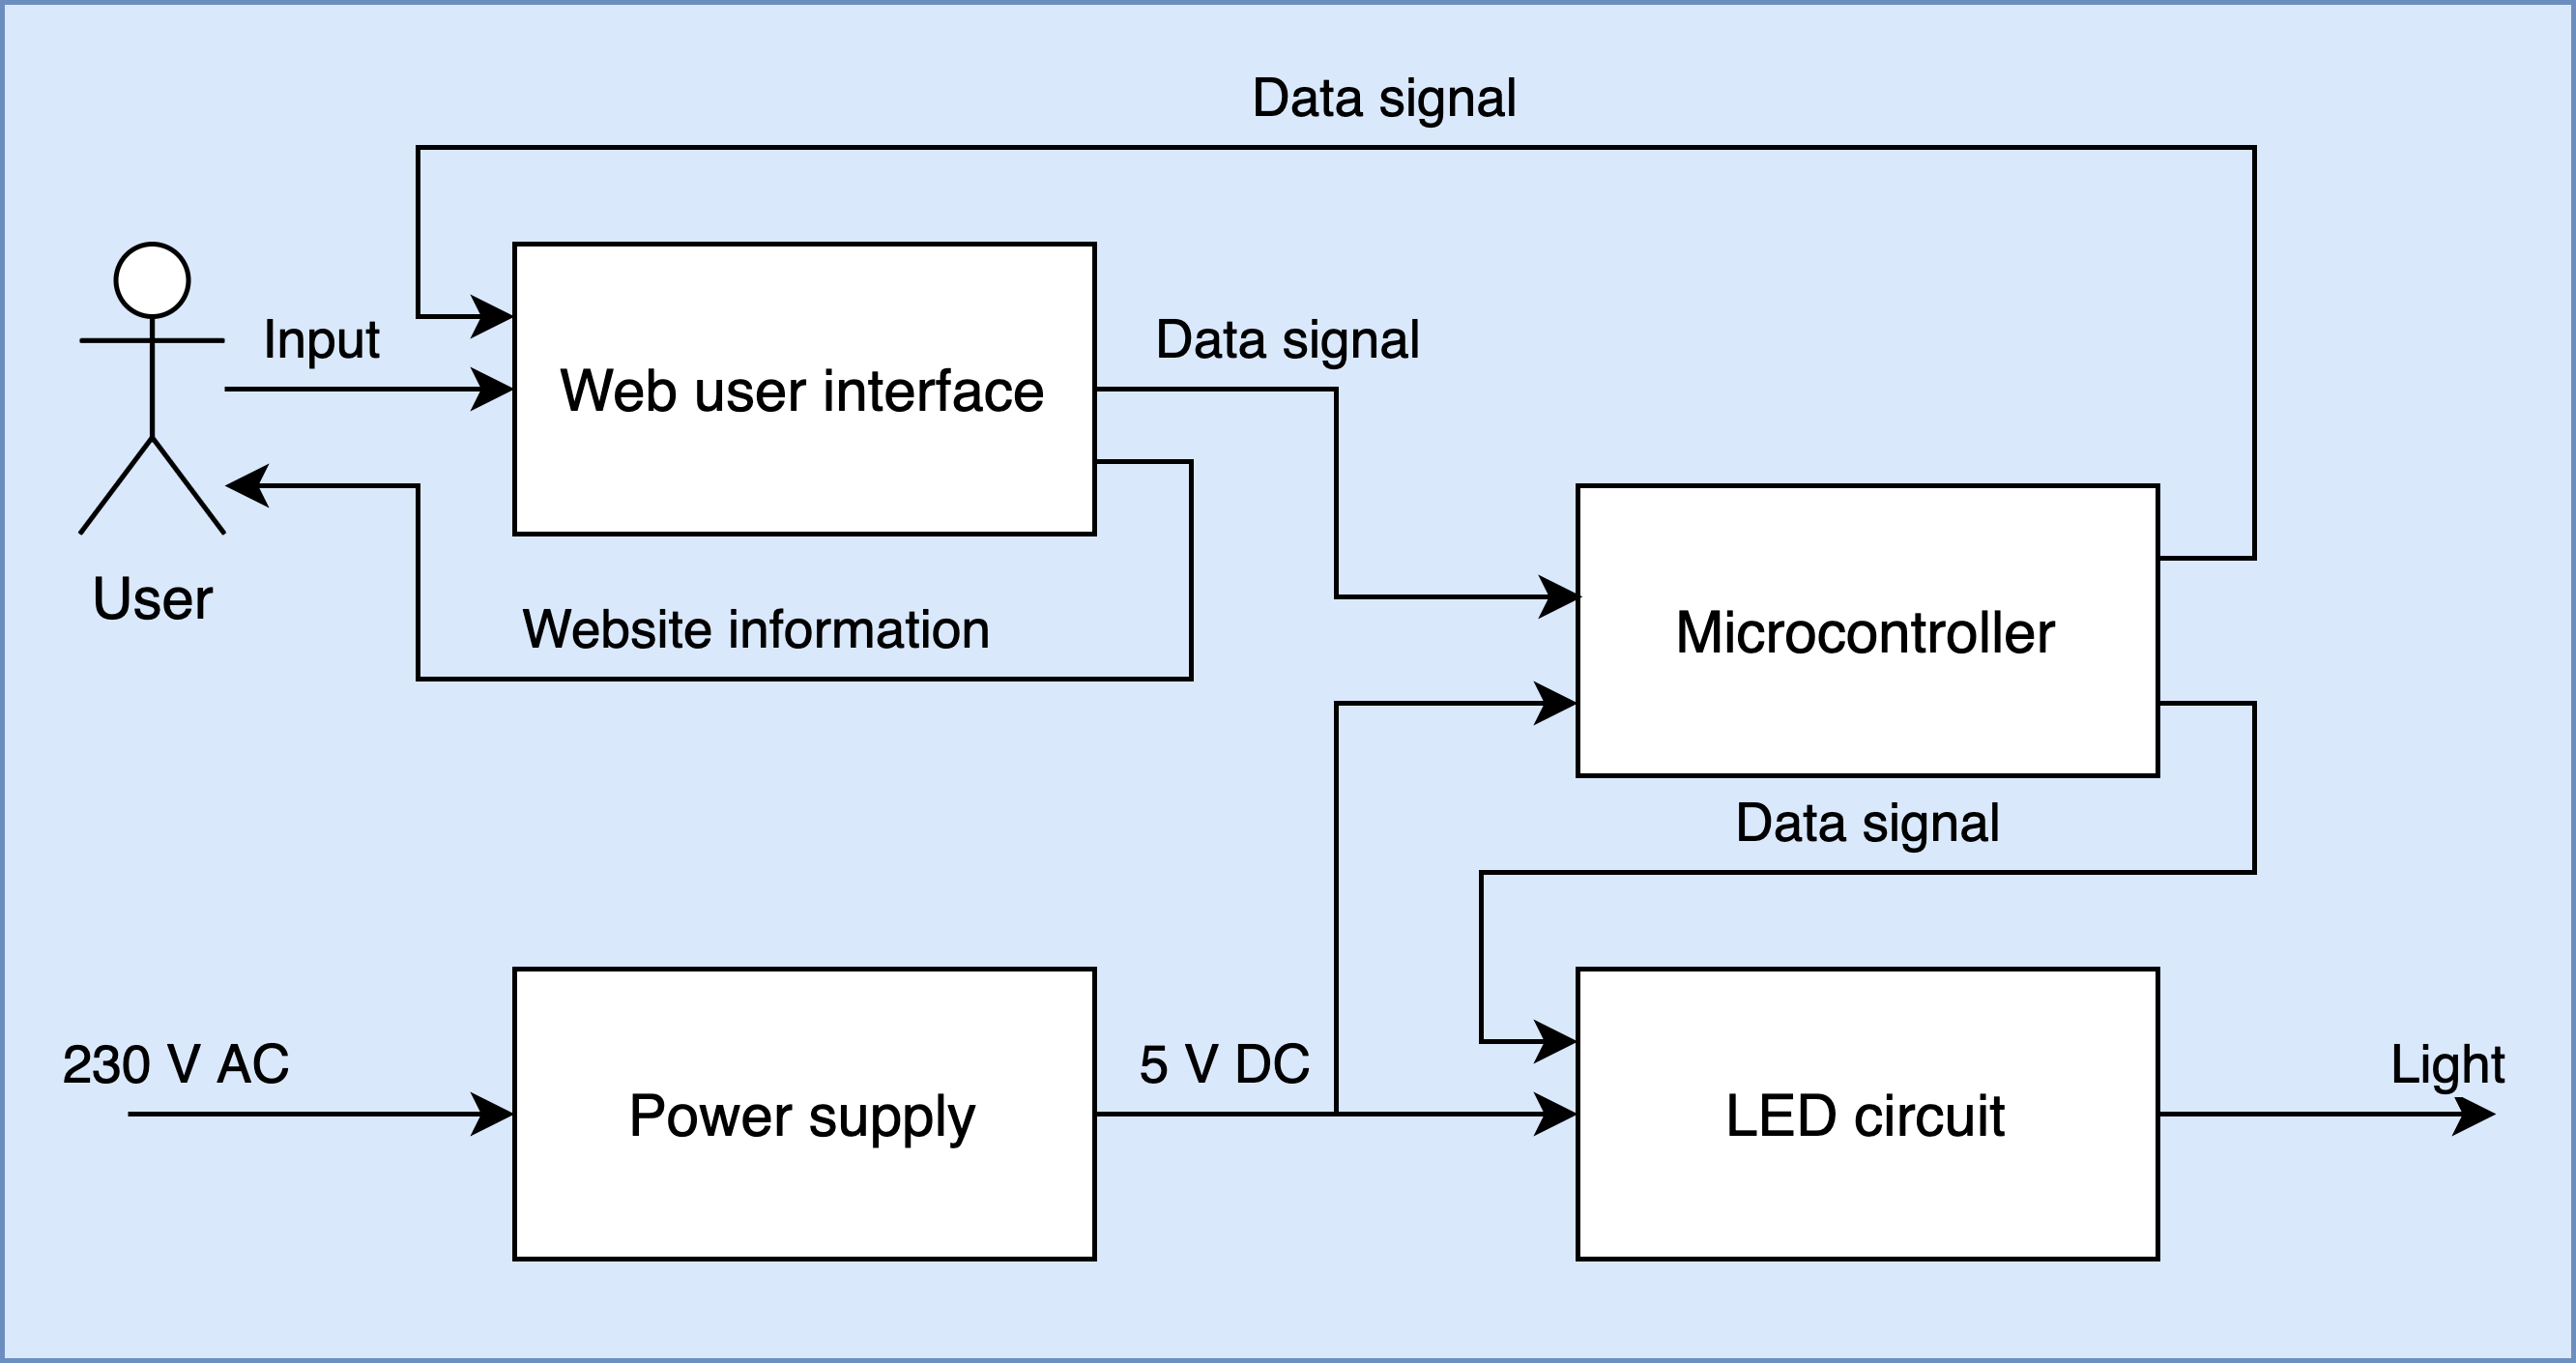 Data signal
Input
Data signal
Web user interface
User
Website information
Microcontroller
Data signal
230 V AC
5 V DC
Light
Power supply
LED circuit